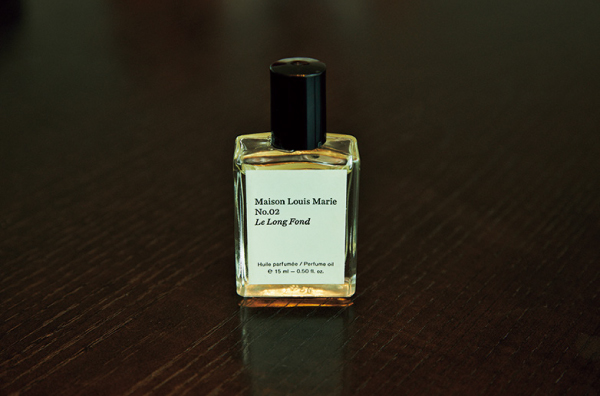 Maison Louis Marie
No.02
Le Long Fond
Huile parfumée / Perfume oil
℮ 15 ml – 0.50 fl. oz.